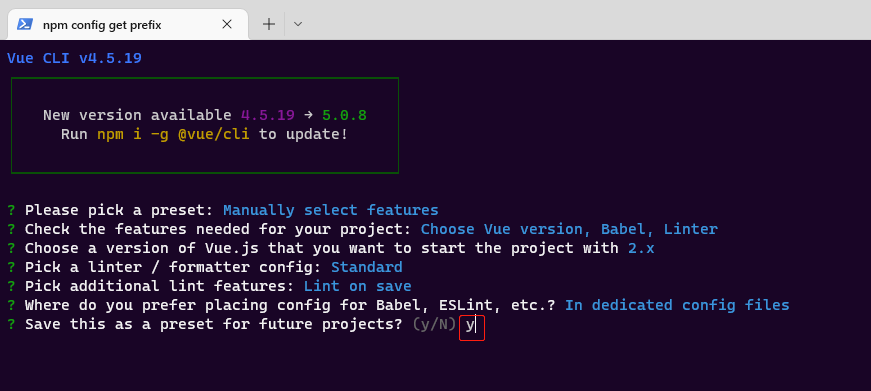 npm config get prefix
Vue CLI v4.5.19
New version available 4.5.19 → 5.0.8
Run npm i -g @vue/cli to update!
? Please pick a preset: Manually select features
? Check the features needed for your project: Choose Vue version, Babel, Linter
? Choose a version of Vue.js that you want to start the project with 2.x
? Pick a linter / formatter config: Standard
? Pick additional lint features: Lint on save
? Where do you prefer placing config for Babel, ESLint, etc.? In dedicated config files
? Save this as a preset for future projects? (y/N) y